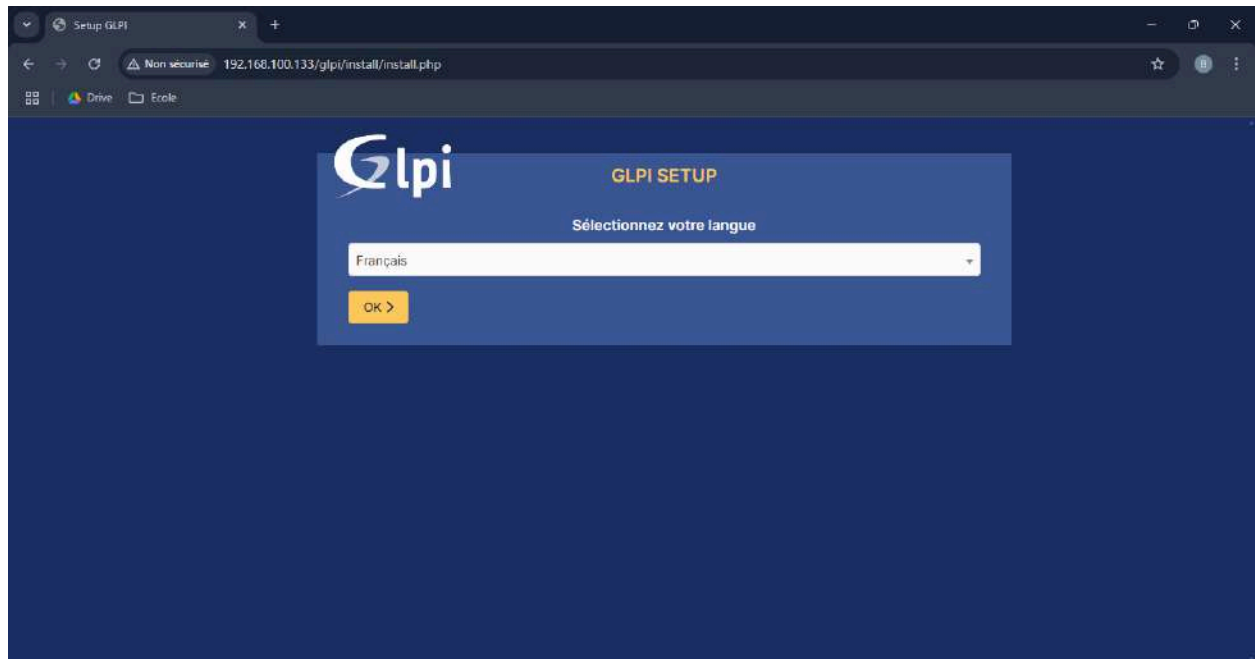 Setup GLPI
Non sécurisé 192.168.100.133/glpi/install/install.php
B
Drive Ecole
Glpi
GLPI SETUP
Sélectionnez votre langue
Français
OK